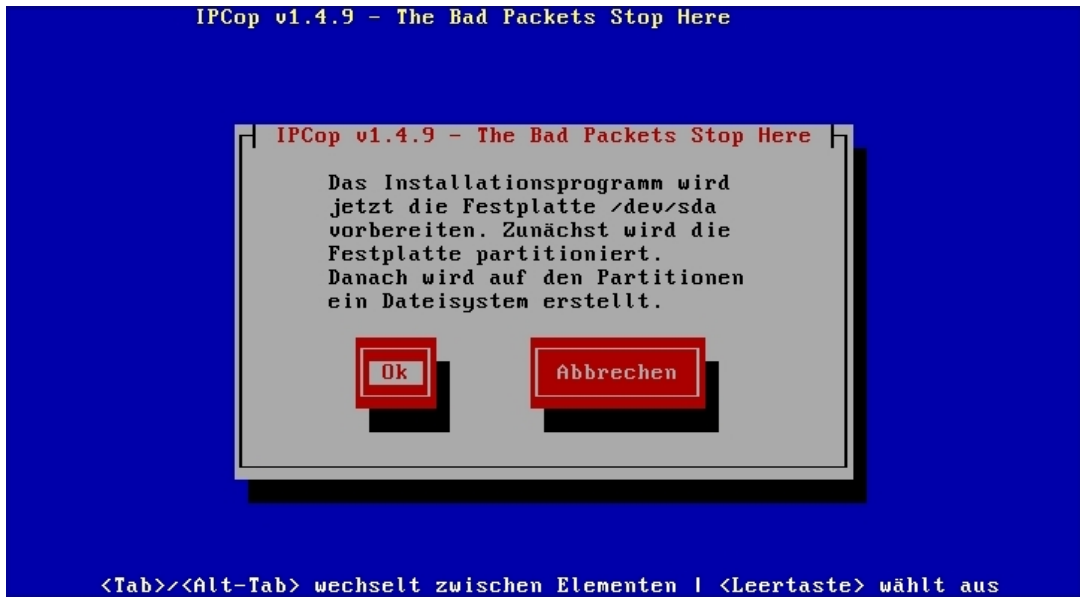 IPCop v1.4.9 - The Bad Packets Stop Here
IPCop v1.4.9 - The Bad Packets Stop Here
Das Installationsprogramm wird
jetzt die Festplatte /dev/sda
vorbereiten. Zunächst wird die
Festplatte partitioniert.
Danach wird auf den Partitionen
ein Dateisystem erstellt.
Ok Abbrechen
<Tab>/<Alt-Tab> wechselt zwischen Elementen | <Leertaste> wählt aus